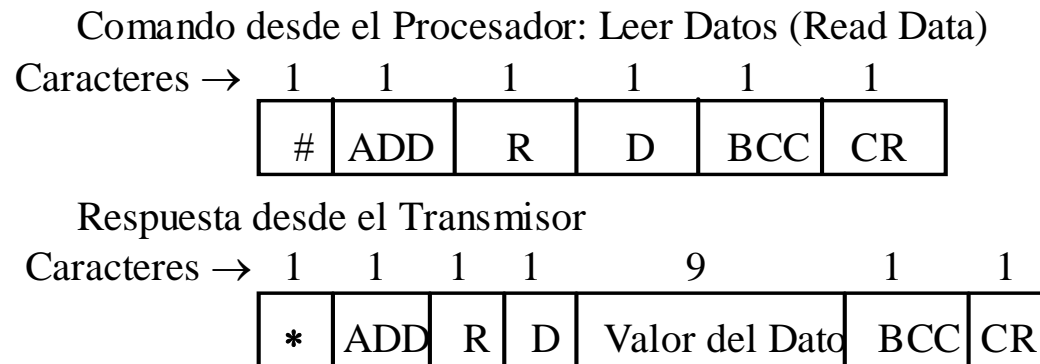 Comando desde el Procesador: Leer Datos (Read Data)
Caracteres → 1 1 1 1 1 1
# ADD R D BCC CR
Respuesta desde el Transmisor
Caracteres → 1 1 1 1 9 1 1
* ADD R D Valor del Dato BCC CR